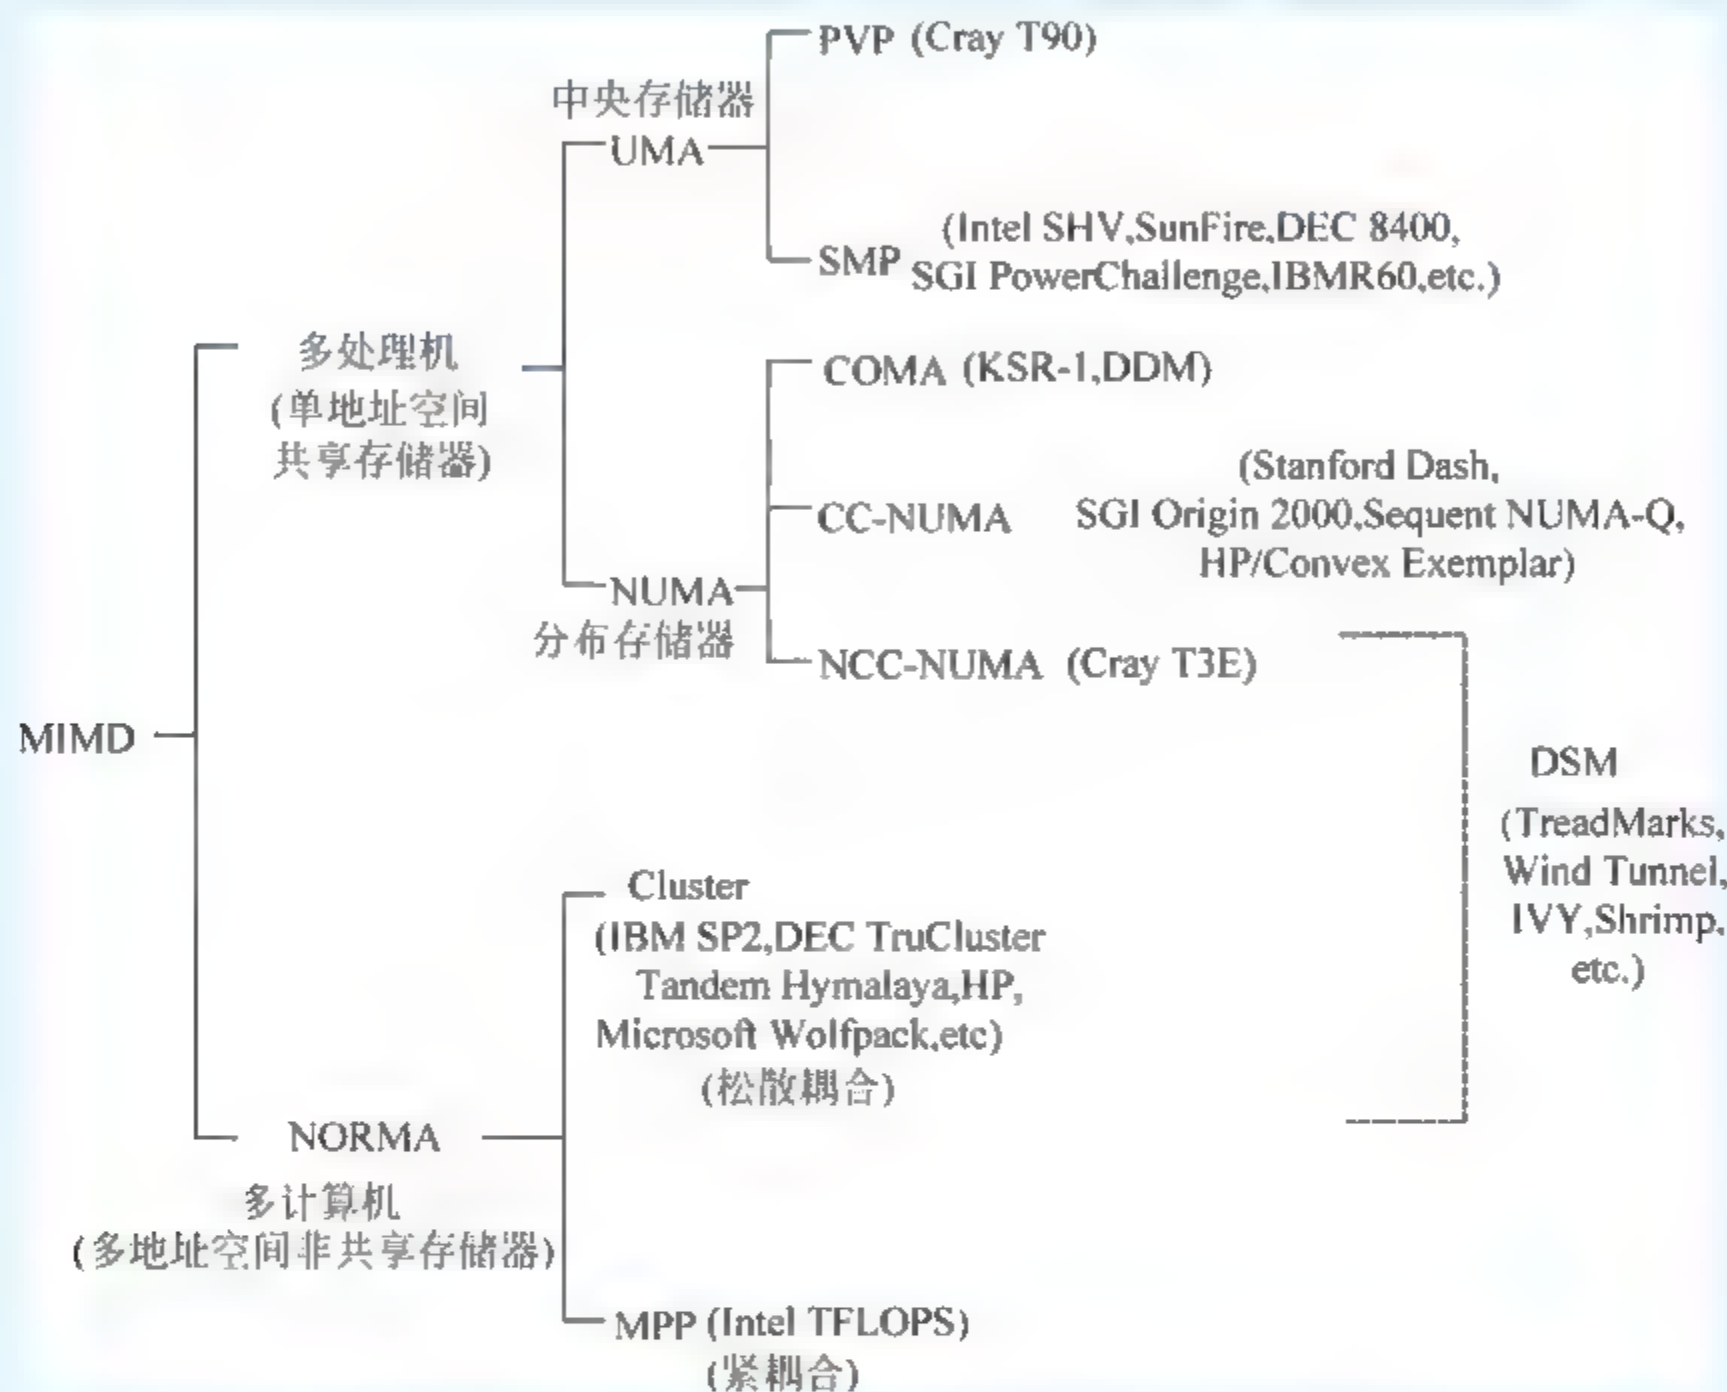 PVP (Cray T90)
中央存储器
UMA
(Intel SHV,SunFire,DEC 8400,
SMP SGI PowerChallenge,IBMR60,etc.)
多处理机
(单地址空间
共享存储器)
COMA (KSR-1,DDM)
(Stanford Dash,
CC-NUMA SGI Origin 2000,Sequent NUMA-Q,
HP/Convex Exemplar)
NUMA
分布存储器
NCC-NUMA (Cray T3E)
MIMD
DSM
(TreadMarks,
Wind Tunnel,
IVY,Shrimp,
etc.)
Cluster
(IBM SP2,DEC TruCluster
Tandem Hymalaya,HP,
Microsoft Wolfpack,etc)
(松散耦合)
NORMA
多计算机
(多地址空间非共享存储器)
MPP (Intel TFLOPS)
(紧耦合)